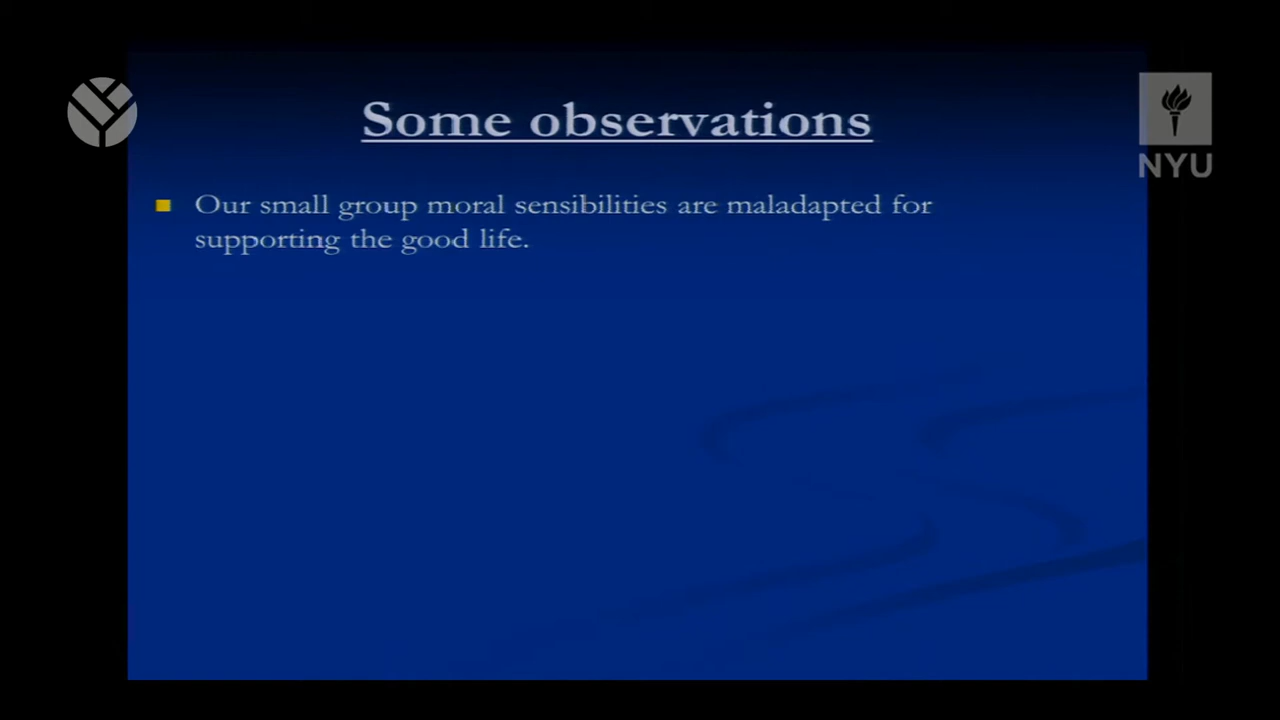 Some observations
Our small group moral sensibilities are maladapted for
supporting the good life.
NYU